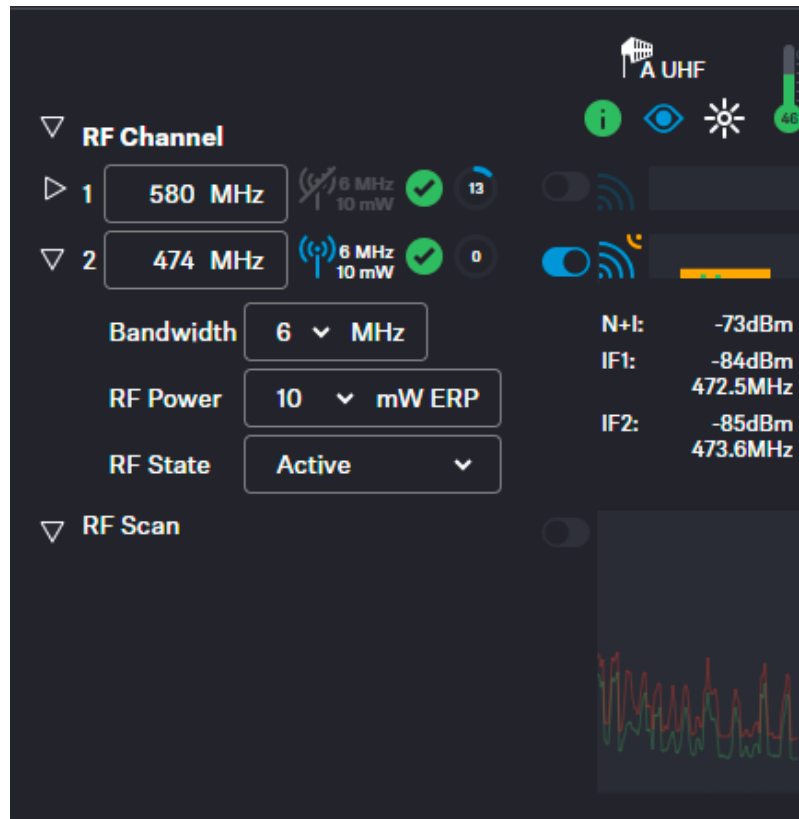 A UHF
46
RF Channel
1 580 MHz 6 MHz 13
10 mW
2 474 MHz 6 MHz 0
10 mW
Bandwidth 6 MHz N+I: -73dBm
IF1: -84dBm
472.5MHz
RF Power 10 mW ERP
IF2: -85dBm
473.6MHz
RF State Active
RF Scan